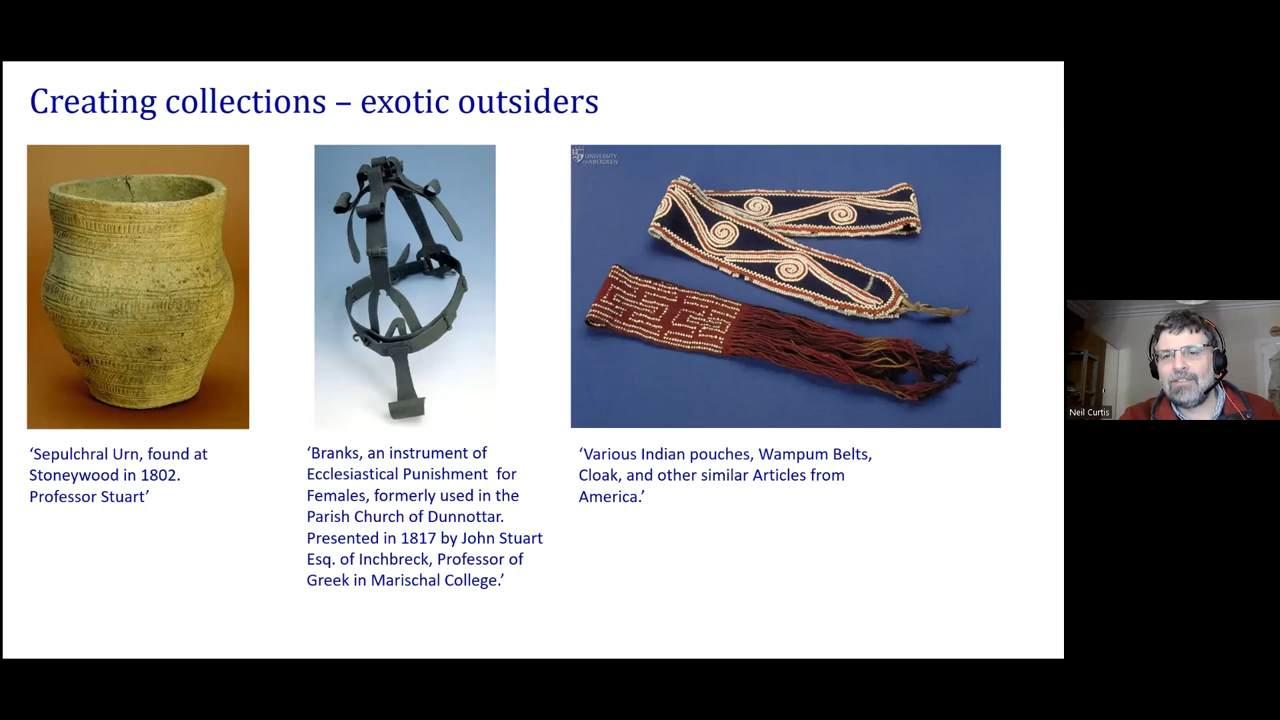 Creating collections – exotic outsiders
UNIVERSITY
OF ABERDEEN
‘Sepulchral Urn, found at
Stoneywood in 1802.
Professor Stuart’
‘Branks, an instrument of
Ecclesiastical Punishment for
Females, formerly used in the
Parish Church of Dunnottar.
Presented in 1817 by John Stuart
Esq. of Inchbreck, Professor of
Greek in Marischal College.’
‘Various Indian pouches, Wampum Belts,
Cloak, and other similar Articles from
America.’
Neil Curtis